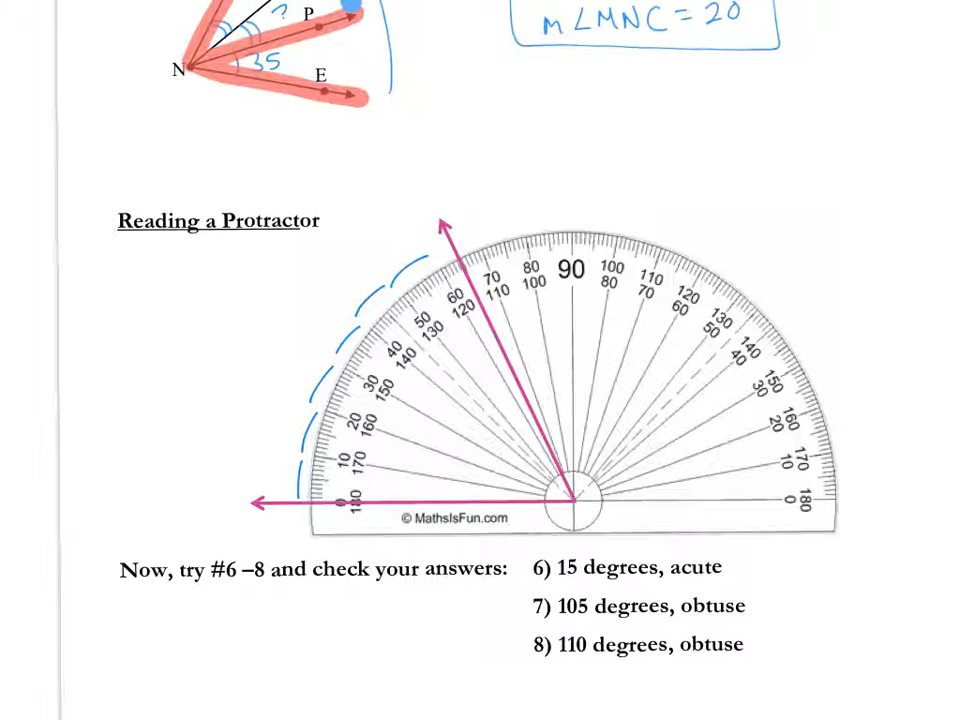 ?
P
m∠MNC = 20
N
35
E
Reading a Protractor
0 10 20 30 40 50 60 70 80 90 100 110 120 130 140 150 160 170 180
180 170 160 150 140 130 120 110 100 80 70 60 50 40 30 20 10 0
© MathsIsFun.com
Now, try #6 –8 and check your answers: 6) 15 degrees, acute
7) 105 degrees, obtuse
8) 110 degrees, obtuse